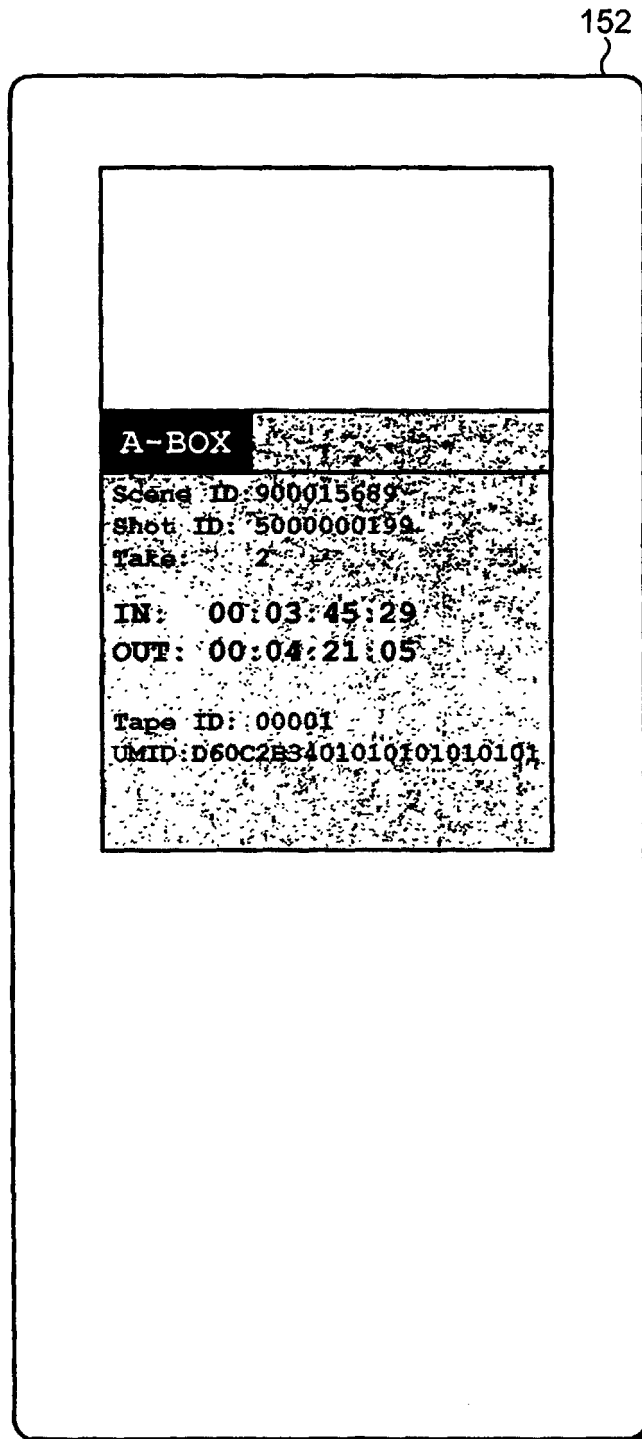 152
A-BOX
Scene ID:900015689
Shot ID: 5000000199
Take: 2
IN: 00:03:45:29
OUT: 00:04:21:05
Tape ID: 00001
UMID:D60C2B340101010101010101